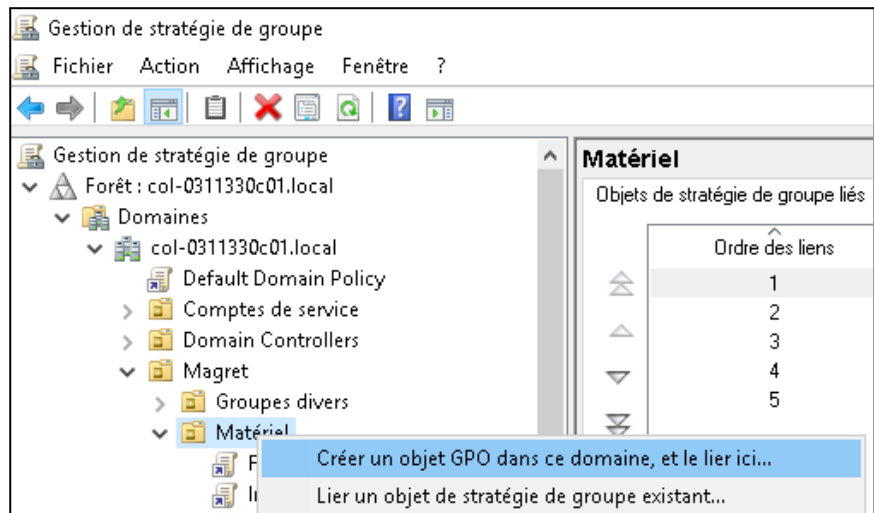 Gestion de stratégie de groupe
Fichier Action Affichage Fenêtre ?
Gestion de stratégie de groupe
Forêt : col-0311330c01.local
Domaines
col-0311330c01.local
Default Domain Policy
Comptes de service
Domain Controllers
Magret
Groupes divers
Matériel
Créer un objet GPO dans ce domaine, et le lier ici...
Lier un objet de stratégie de groupe existant...
Matériel
Objets de stratégie de groupe liés
Ordre des liens
1
2
3
4
5